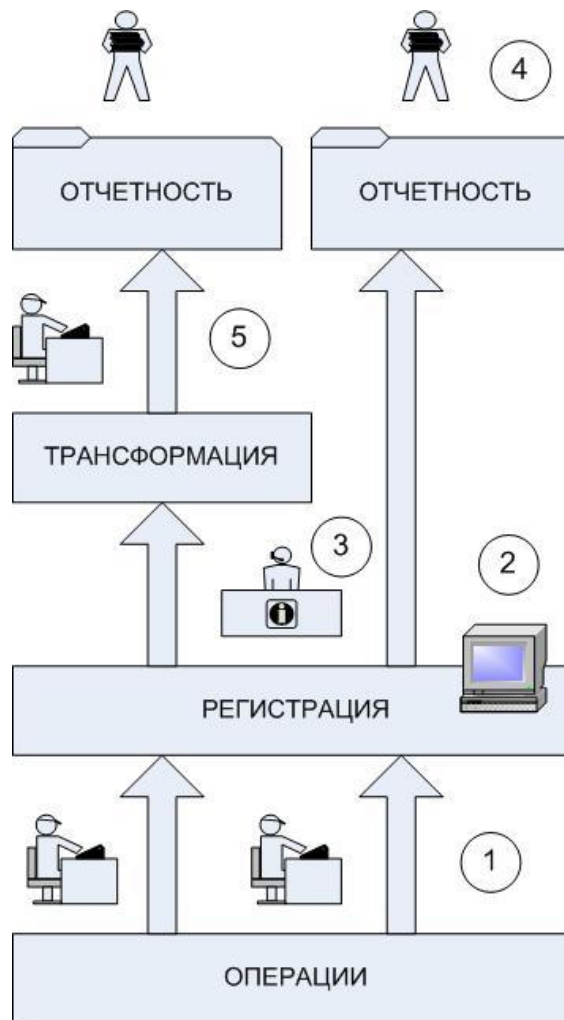 4
ОТЧЕТНОСТЬ
ОТЧЕТНОСТЬ
5
ТРАНСФОРМАЦИЯ
3
2
i
РЕГИСТРАЦИЯ
1
ОПЕРАЦИИ